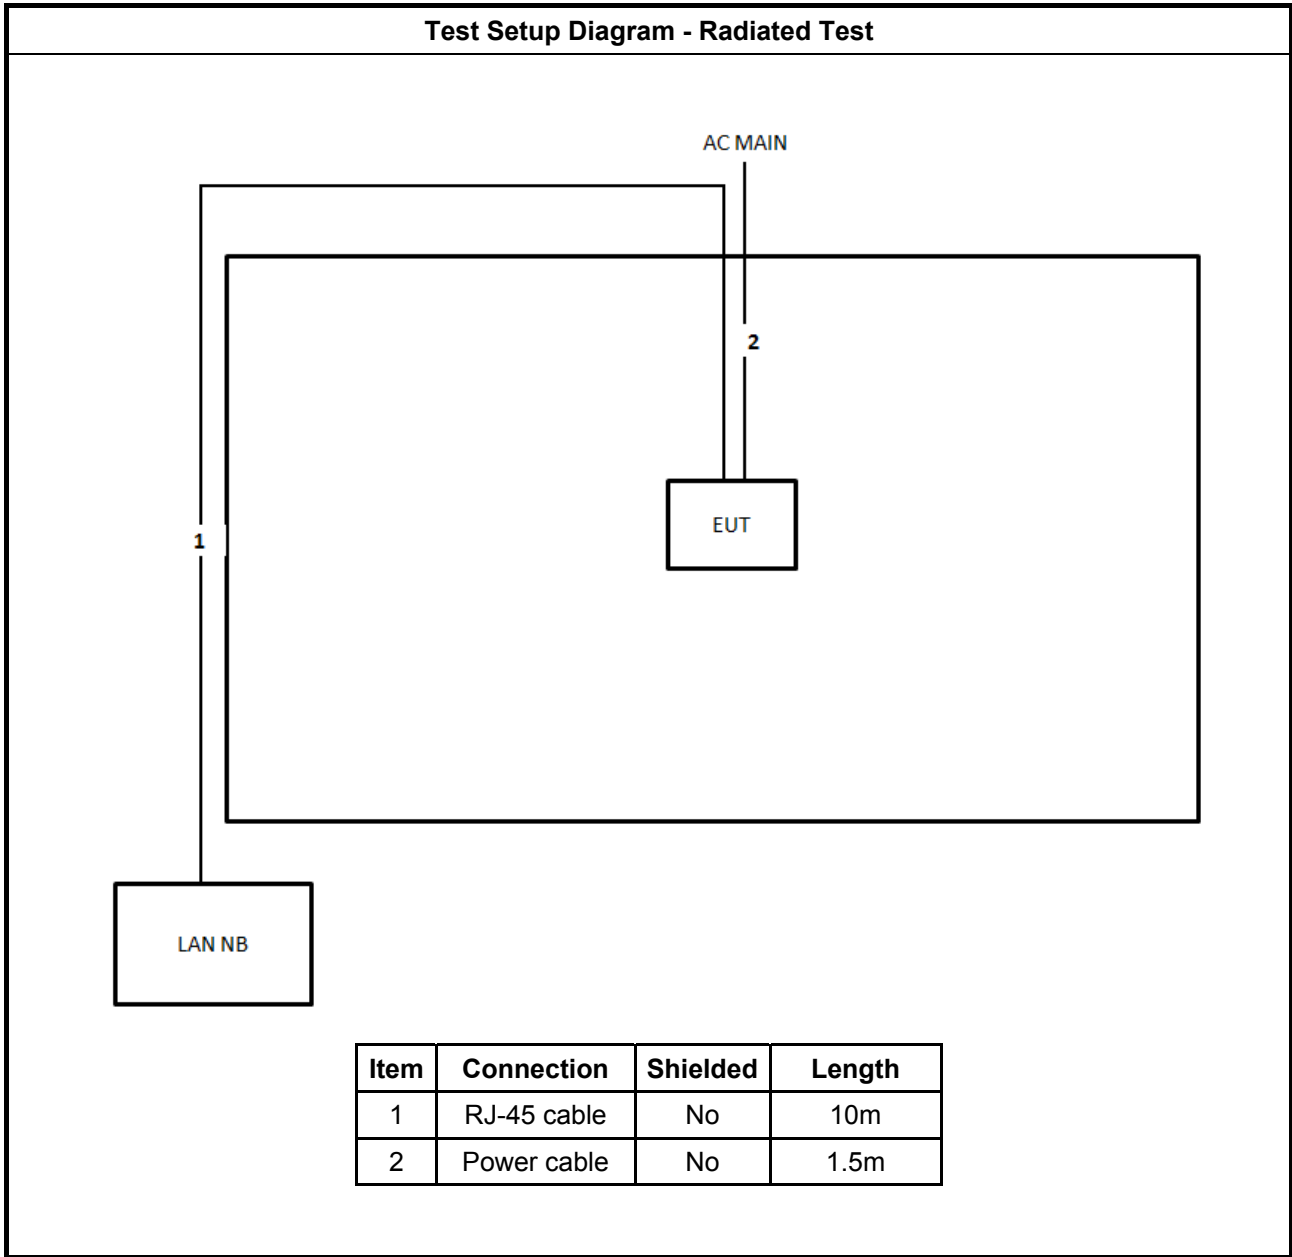 Test Setup Diagram - Radiated Test
AC MAIN
2
EUT
1
LAN NB
Item Connection Shielded Length
1 RJ-45 cable No 10m
2 Power cable No 1.5m